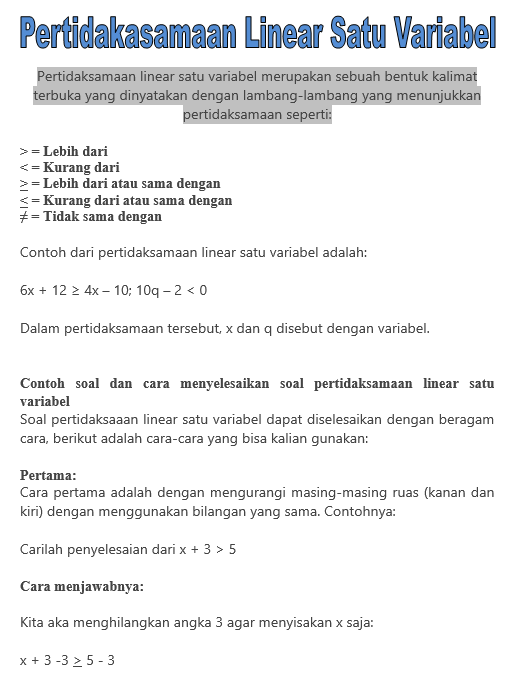 Pertidakasamaan Linear Satu Variabel
Pertidaksamaan linear satu variabel merupakan sebuah bentuk kalimat
terbuka yang dinyatakan dengan lambang-lambang yang menunjukkan
pertidaksamaan seperti:
> = Lebih dari
< = Kurang dari
≥ = Lebih dari atau sama dengan
≤ = Kurang dari atau sama dengan
≠ = Tidak sama dengan
Contoh dari pertidaksamaan linear satu variabel adalah:
6x + 12 ≥ 4x – 10; 10q – 2 < 0
Dalam pertidaksamaan tersebut, x dan q disebut dengan variabel.
Contoh soal dan cara menyelesaikan soal pertidaksamaan linear satu
variabel
Soal pertidaksaaan linear satu variabel dapat diselesaikan dengan beragam
cara, berikut adalah cara-cara yang bisa kalian gunakan:
Pertama:
Cara pertama adalah dengan mengurangi masing-masing ruas (kanan dan
kiri) dengan menggunakan bilangan yang sama. Contohnya:
Carilah penyelesaian dari x + 3 > 5
Cara menjawabnya:
Kita aka menghilangkan angka 3 agar menyisakan x saja:
x + 3 -3 ≥ 5 - 3